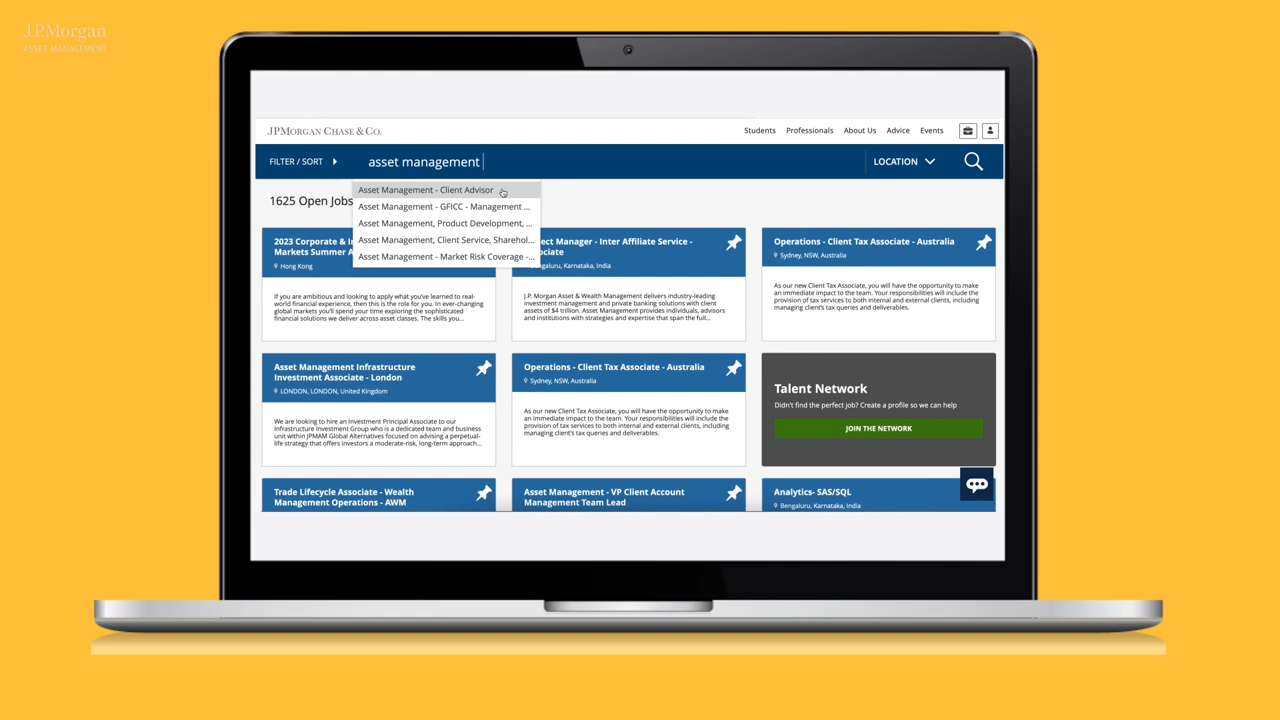 J.P.Morgan
ASSET MANAGEMENT
JPMORGAN CHASE & CO.
Students Professionals About Us Advice Events
FILTER / SORT asset management LOCATION
1625 Open Jobs
Asset Management - Client Advisor
Asset Management - GFICC - Management ...
Asset Management, Product Development, ...
Asset Management, Client Service, Sharehol...
Asset Management - Market Risk Coverage -...
2023 Corporate &
Markets Summer
Hong Kong
If you are ambitious and looking to apply what you've learned to real-
world financial experience, then this is the role for you. In ever-changing
global markets you'll spend your time exploring the sophisticated
financial solutions we deliver across asset classes. The skills you...
Manager - Inter Affiliate Service -
Karnataka, India
J.P. Morgan Asset & Wealth Management delivers industry-leading
investment management and private banking solutions with client
assets of $4 trillion. Asset Management provides individuals, advisors
and institutions with strategies and expertise that span the full...
Operations - Client Tax Associate - Australia
Sydney, NSW, Australia
As our new Client Tax Associate, you will have the opportunity to make
an immediate impact to the team. Your responsibilities will include the
provision of tax services to both internal and external clients, including
managing client's tax queries and deliverables.
Asset Management Infrastructure
Investment Associate - London
LONDON, LONDON, United Kingdom
We are looking to hire an Investment Principal Associate to our
infrastructure investment Group who is a dedicated team and business
unit within JPMAM Global Alternatives focused on advising a perpetual-
life strategy that offers investors a moderate-risk, long-term approach...
Operations - Client Tax Associate - Australia
Sydney, NSW, Australia
As our new Client Tax Associate, you will have the opportunity to make
an immediate impact to the team. Your responsibilities will include the
provision of tax services to both internal and external clients, including
managing client's tax queries and deliverables.
Talent Network
Didn't find the perfect job? Create a profile so we can help
JOIN THE NETWORK
Trade Lifecycle Associate - Wealth
Management Operations - AWM
Asset Management - VP Client Account
Management Team Lead
Analytics- SAS/SQL
Bengaluru, Karnataka, India